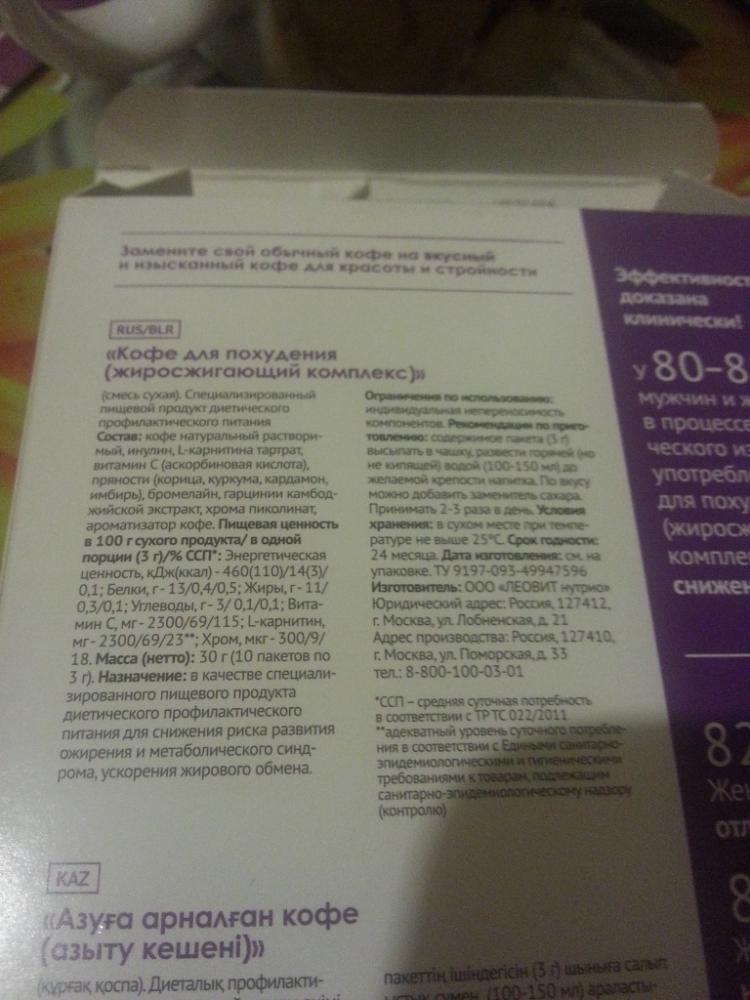 Замените свой обычный кофе на вкусный
и изысканный кофе для красоты и стройности
RUS/BLR
«Кофе для похудения
(жиросжигающий комплекс)»
(смесь сухая). Специализированный
пищевой продукт диетического
профилактического питания
Состав: кофе натуральный раствори-
мый, инулин, L-карнитина тартрат,
витамин С (аскорбиновая кислота),
пряности (корица, куркума, кардамон,
имбирь), бромелайн, гарцинии камбод-
жийской экстракт, хрома пиколинат,
ароматизатор кофе. Пищевая ценность
в 100 г сухого продукта/ в одной
порции (3 г)/% ССП*: Энергетическая
ценность, кДж(ккал) - 460(110)/14(3)/
0,1; Белки, г - 13/0,4/0,5; Жиры, г - 11/
0,3/0,1; Углеводы, г - 3/ 0,1/0,1; Вита-
мин С, мг - 2300/69/115; L-карнитин,
мг - 2300/69/23**; Хром, мкг - 300/9/
18. Масса (нетто): 30 г (10 пакетов по
3 г). Назначение: в качестве специали-
зированного пищевого продукта
диетического профилактического
питания для снижения риска развития
ожирения и метаболического синд-
рома, ускорения жирового обмена.
Ограничения по использованию:
индивидуальная непереносимость
компонентов. Рекомендации по приго-
товлению: содержимое пакета (3 г)
высыпать в чашку, развести горячей (но
не кипящей) водой (100-150 мл) до
желаемой крепости напитка. По вкусу
можно добавить заменитель сахара.
Принимать 2-3 раза в день. Условия
хранения: в сухом месте при темпе-
ратуре не выше 25°С. Срок годности:
24 месяца. Дата изготовления: см. на
упаковке. ТУ 9197-093-49947596
Изготовитель: ООО «ЛЕОВИТ нутрио»
Юридический адрес: Россия, 127412,
г. Москва, ул. Лобненская, д. 21
Адрес производства: Россия, 127410,
г. Москва, ул. Поморская, д. 33
тел.: 8-800-100-03-01
*ССП – средняя суточная потребность
в соответствии с ТР ТС 022/2011
**адекватный уровень суточного потребле-
ния в соответствии с Едиными санитарно-
эпидемиологическими и гигиеническими
требованиями к товарам, подлежащим
санитарно-эпидемиологическому надзору
(контролю)
Эффективност
доказана
клинически!
у 80–8
мужчин и ж
в процессе
ческого из
употребл
для поху
(жиросж
комплек
снижен
82
Жен
отл
8
KAZ
«Азуға арналған кофе
(азыту кешені)»
(құрғақ қоспа). Диеталық профилакти-
пакеттің ішіндегісін (3 г) шыныға салып
(100-150 мл) араласты-